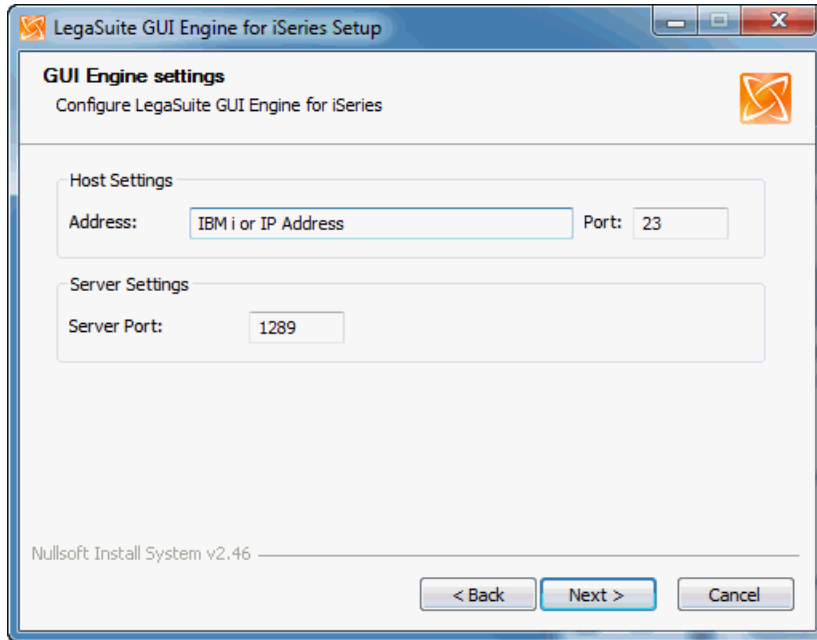 LegaSuite GUI Engine for iSeries Setup
GUI Engine settings
Configure LegaSuite GUI Engine for iSeries
Host Settings
Address: IBM i or IP Address Port: 23
Server Settings
Server Port: 1289
Nullsoft Install System v2.46
< Back Next > Cancel